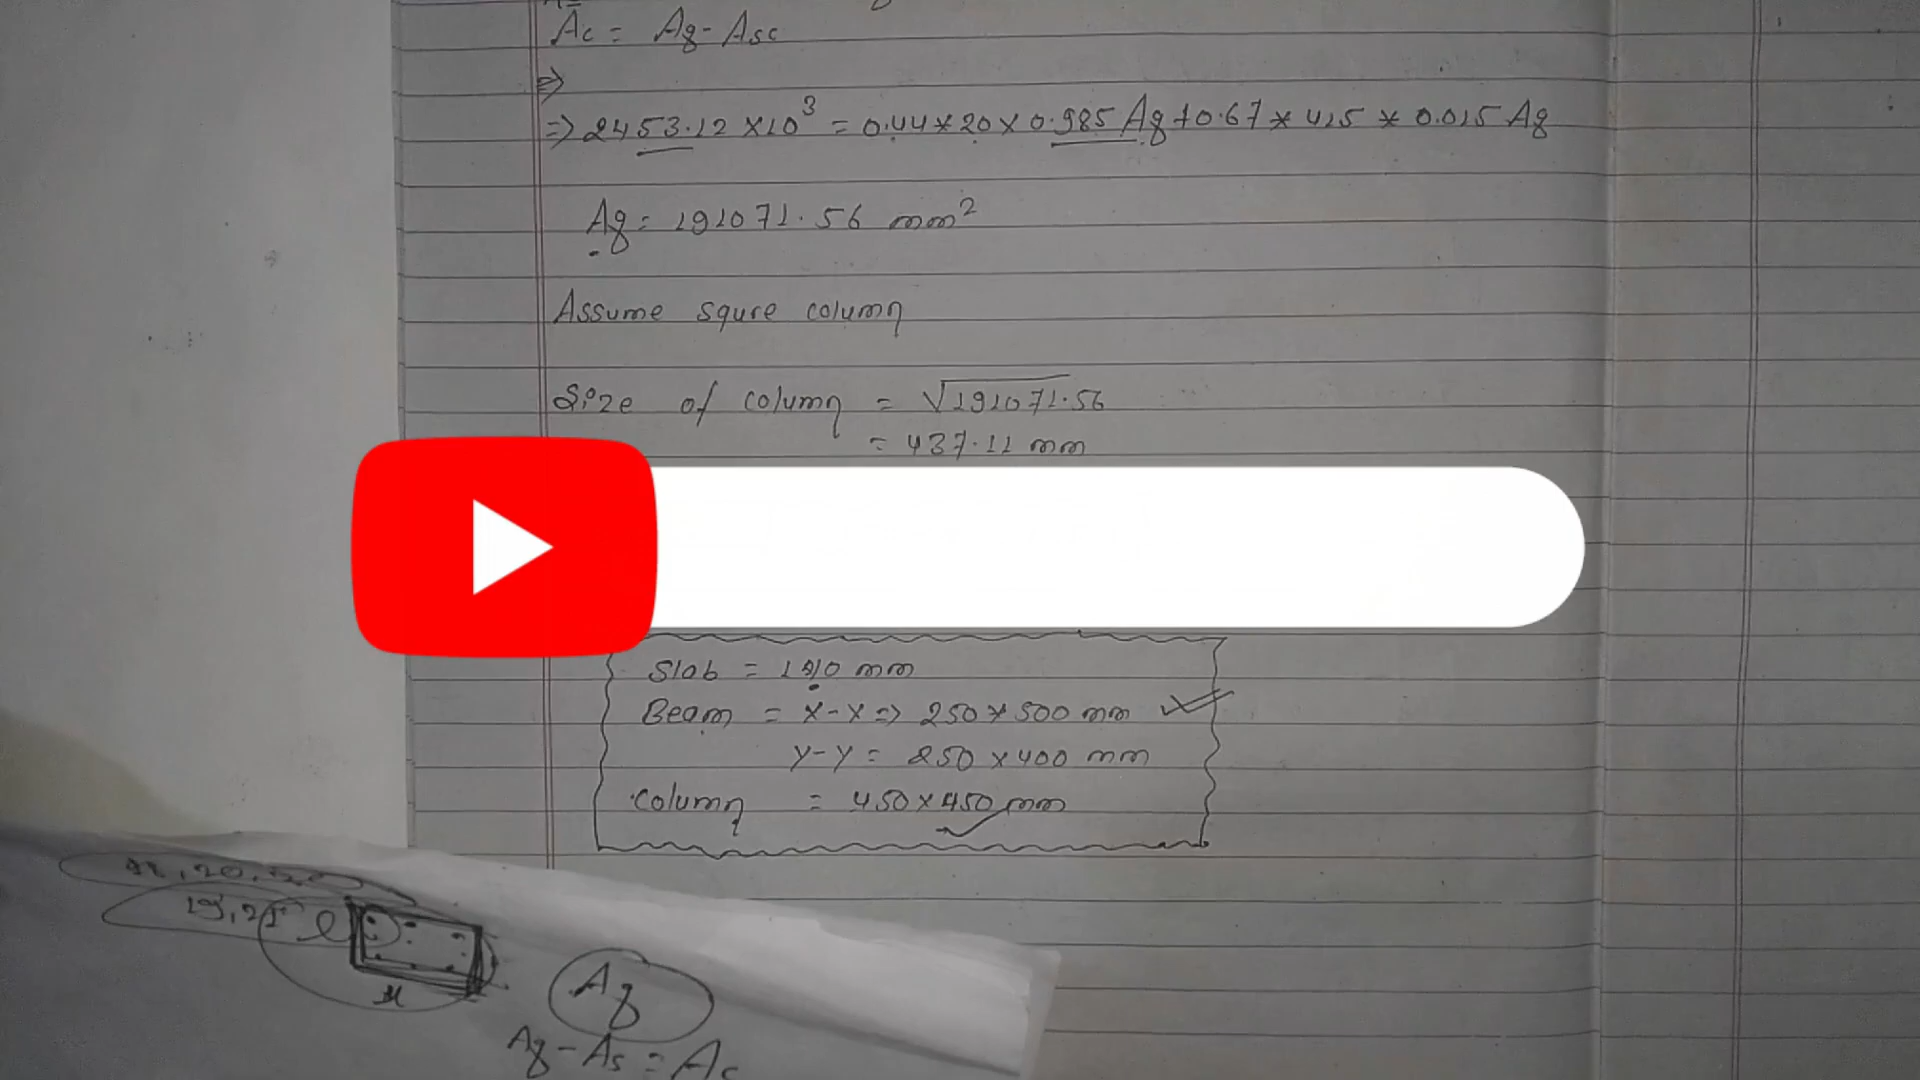 Ac = Ag - Asc
⇒
⇒ 2453.12 × 10³ = 0.44 * 20 × 0.985 Ag + 0.67 * 415 * 0.015 Ag
Ag = 191071.56 mm²
Assume squre column
Size of column = √191071.56
= 437.11 mm
Slab = mm
Beam = X-X ⇒ 250 * 500 mm
Y-Y = 250 × 400 mm
column = 450 × 450 mm
Ag
Ag - As = Ac